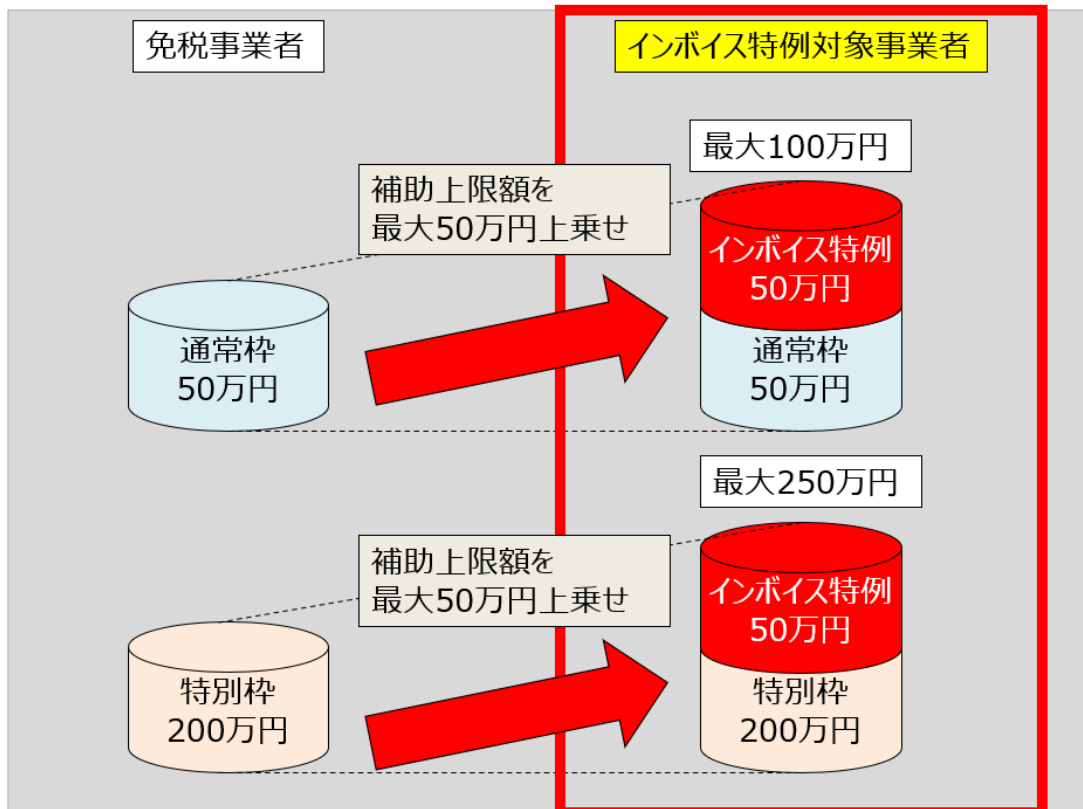 免税事業者
インボイス特例対象事業者
最大100万円
補助上限額を
最大50万円上乗せ
インボイス特例
50万円
通常枠
50万円
通常枠
50万円
最大250万円
補助上限額を
最大50万円上乗せ
インボイス特例
50万円
特別枠
200万円
特別枠
200万円